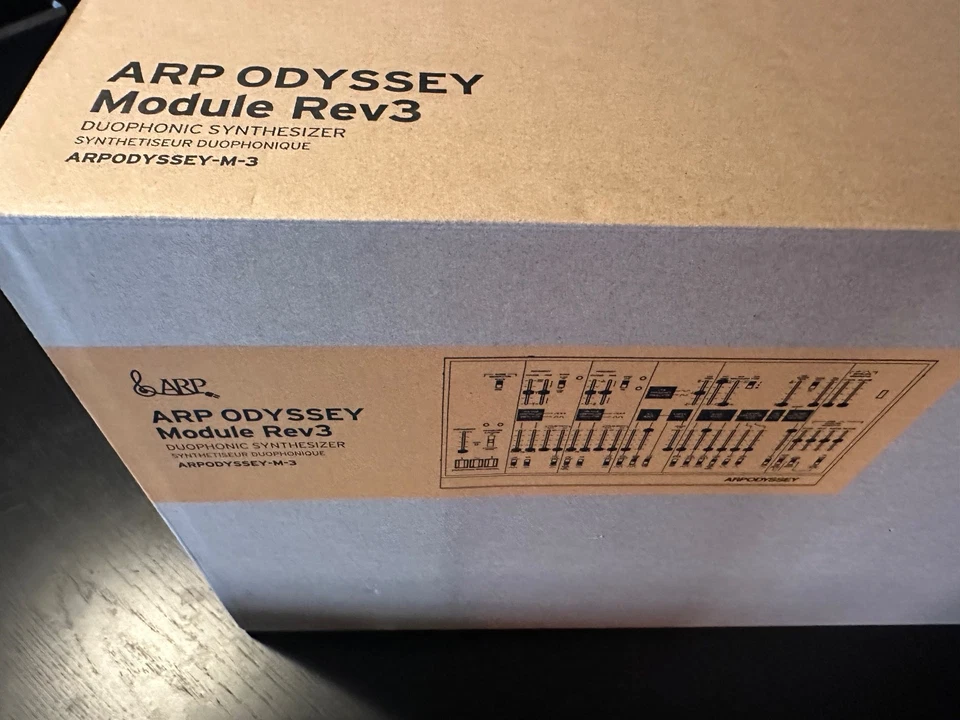 ARP ODYSSEY
Module Rev3
DUOPHONIC SYNTHESIZER
SYNTHETISEUR DUOPHONIQUE
ARPODYSSEY-M-3
ARP
ARP ODYSSEY
Module Rev3
DUOPHONIC SYNTHESIZER
SYNTHETISEUR DUOPHONIQUE
ARPODYSSEY-M-3
ARPODYSSEY